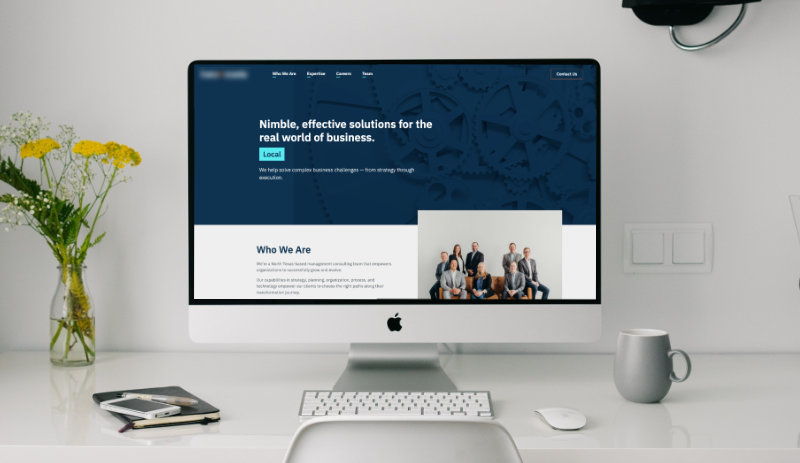 Who We Are Expertise Careers Team Contact Us
Nimble, effective solutions for the
real world of business.
Local
We help solve complex business challenges — from strategy through
execution.
Who We Are
We're a North Texas-based management consulting team that empowers
organizations to successfully grow and evolve.
Our capabilities in strategy, planning, organization, process, and
technology empower our clients to choose the right paths along their
transformation journey.